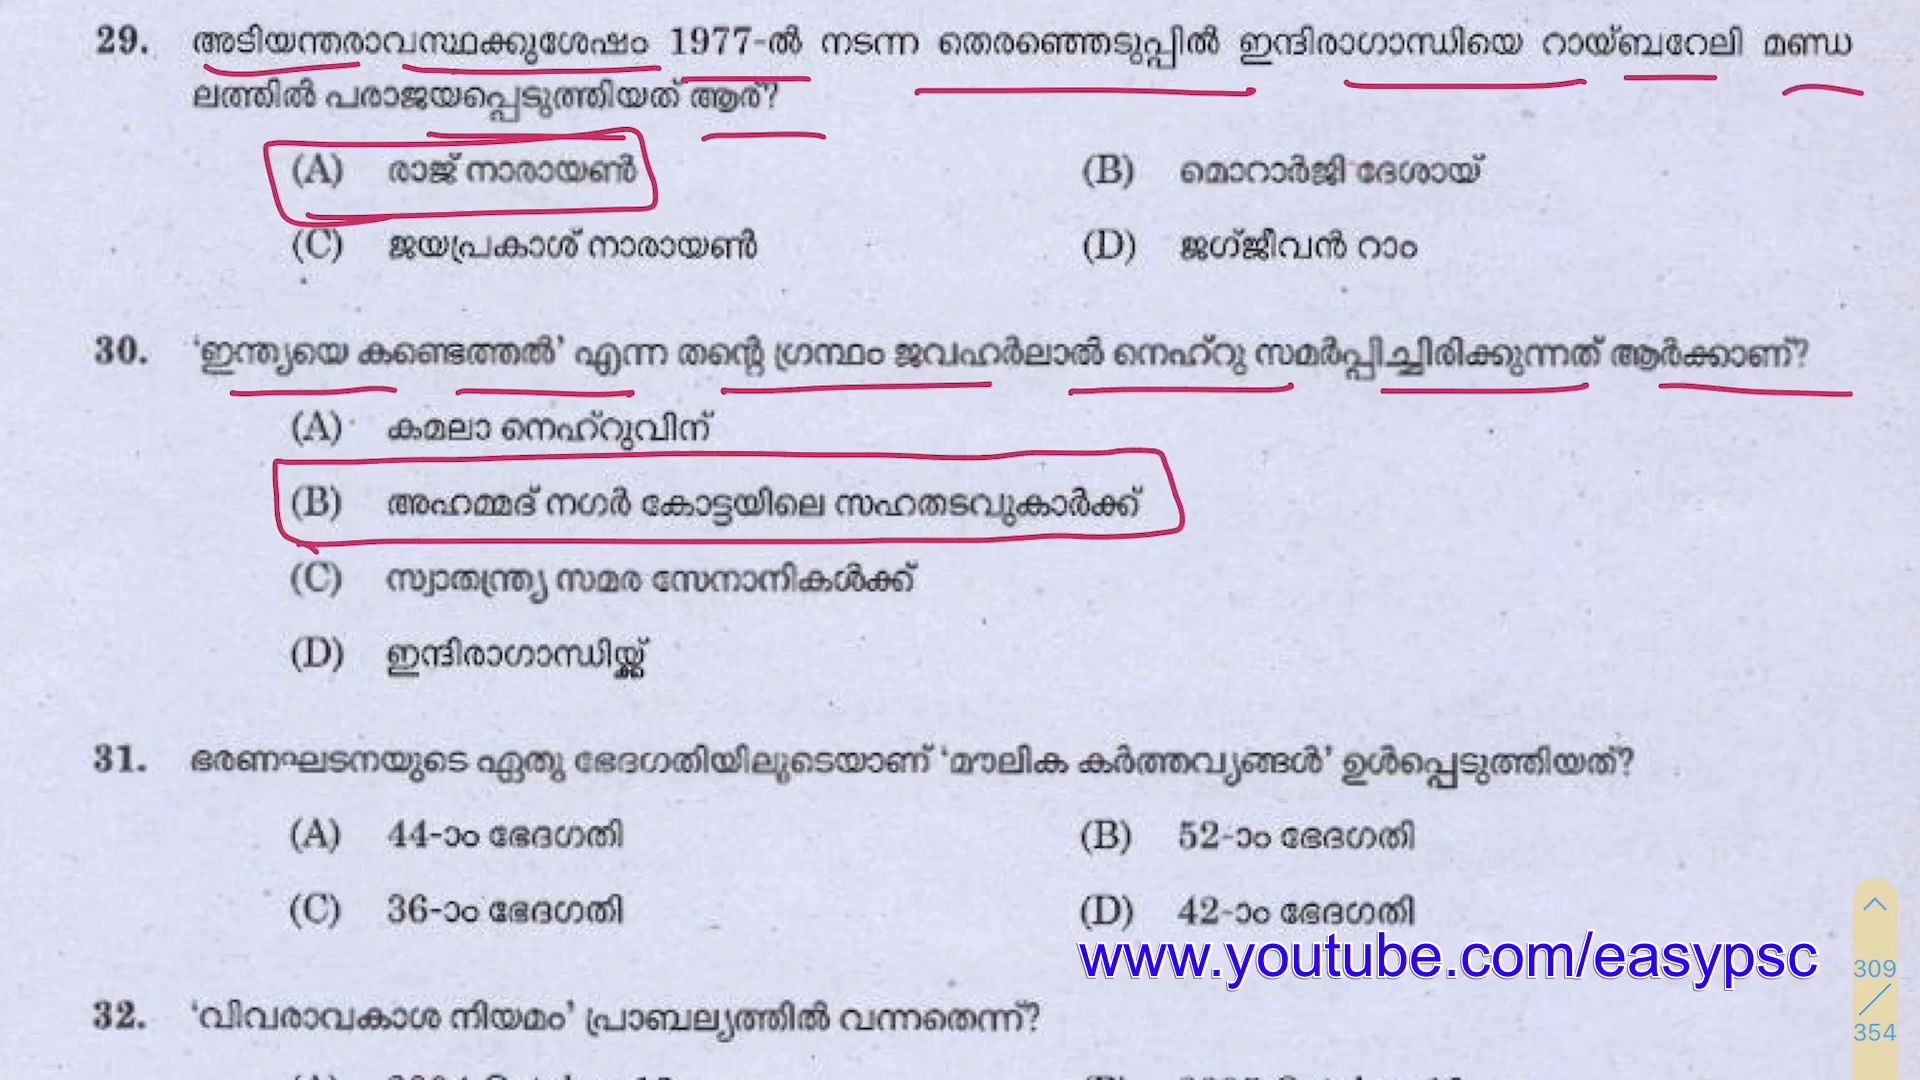 29. അടിയന്തരാവസ്ഥക്കുശേഷം 1977-ൽ നടന്ന തെരഞ്ഞെടുപ്പിൽ ഇന്ദിരാഗാന്ധിയെ റായ്ബറേലി മണ്ഡ
ലത്തിൽ പരാജയപ്പെടുത്തിയത് ആര്?
(A) രാജ് നാരായൺ (B) മൊറാർജി ദേശായ്
(C) ജയപ്രകാശ് നാരായൺ (D) ജഗ്ജീവൻ റാം
30. ‘ഇന്ത്യയെ കണ്ടെത്തൽ’ എന്ന തന്റെ ഗ്രന്ഥം ജവഹർലാൽ നെഹ്റു സമർപ്പിച്ചിരിക്കുന്നത് ആർക്കാണ്?
(A) കമലാ നെഹ്റുവിന്
(B) അഹമ്മദ് നഗർ കോട്ടയിലെ സഹതടവുകാർക്ക്
(C) സ്വാതന്ത്ര്യ സമര സേനാനികൾക്ക്
(D) ഇന്ദിരാഗാന്ധിയ്ക്ക്
31. ഭരണഘടനയുടെ ഏതു ഭേദഗതിയിലൂടെയാണ് ‘മൗലിക കർത്തവ്യങ്ങൾ’ ഉൾപ്പെടുത്തിയത്?
(A) 44-ാം ഭേദഗതി (B) 52-ാം ഭേദഗതി
(C) 36-ാം ഭേദഗതി (D) 42-ാം ഭേദഗതി
www.youtube.com/easypsc
309
354
32. ‘വിവരാവകാശ നിയമം’ പ്രാബല്യത്തിൽ വന്നതെന്ന്?